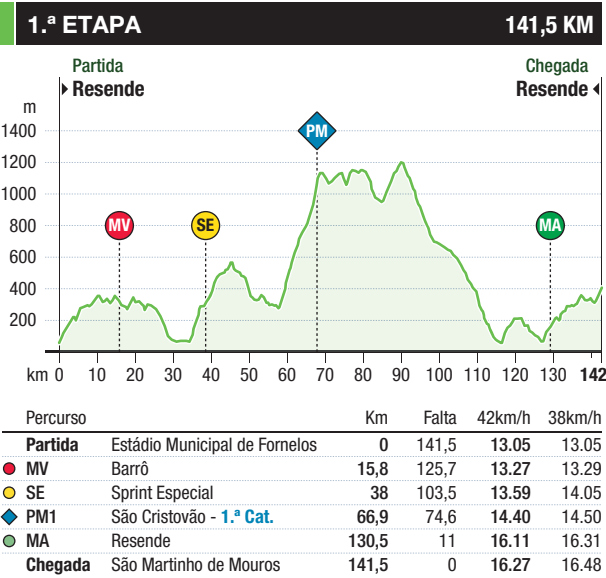 1.ª ETAPA 141,5 KM
Partida Chegada
Resende Resende
m
PM
1400
1200
1000
MV SE MA
800
600
400
200
km 0 10 20 30 40 50 60 70 80 90 100 110 120 130 142
Percurso Km Falta 42km/h 38km/h
Partida Estádio Municipal de Fornelos 0 141,5 13.05 13.05
MV Barrô 15,8 125,7 13.27 13.29
SE Sprint Especial 38 103,5 13.59 14.05
PM1 São Cristovão - 1.ª Cat. 66,9 74,6 14.40 14.50
MA Resende 130,5 11 16.11 16.31
Chegada São Martinho de Mouros 141,5 0 16.27 16.48